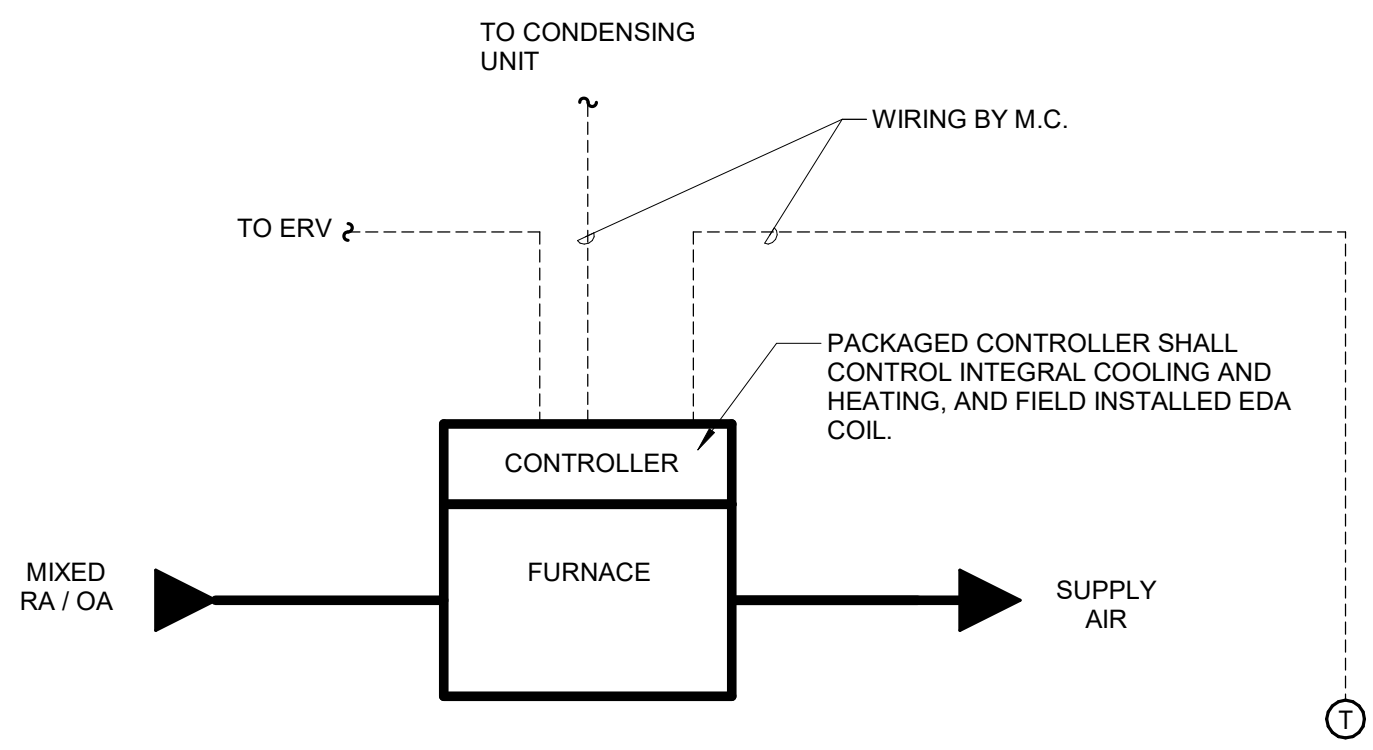 TO CONDENSING
UNIT
WIRING BY M.C.
TO ERV
PACKAGED CONTROLLER SHALL
CONTROL INTEGRAL COOLING AND
HEATING, AND FIELD INSTALLED EDA
COIL.
CONTROLLER
FURNACE
MIXED
RA / OA
SUPPLY
AIR
T